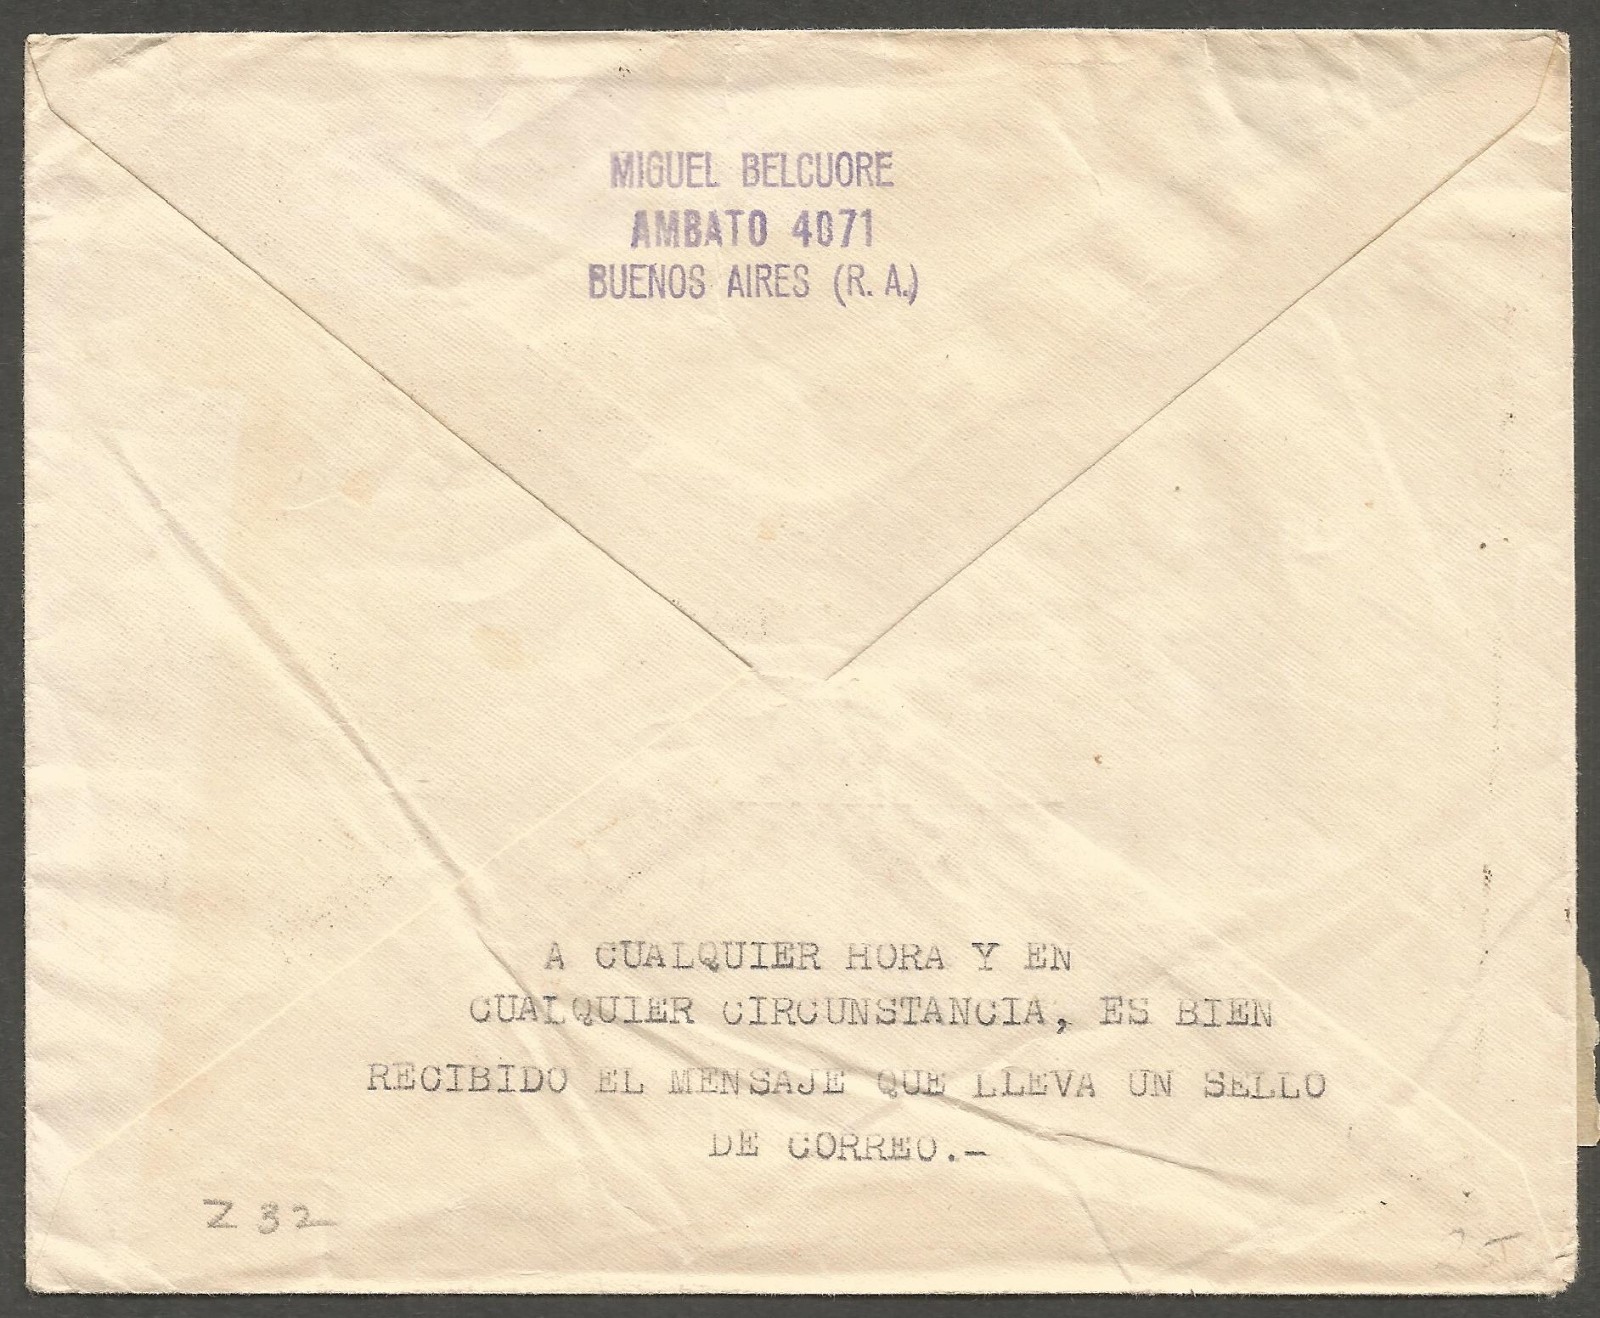 MIGUEL BELCUORE
AMBATO 4071
BUENOS AIRES (R. A.)
A CUALQUIER HORA Y EN
CUALQUIER CIRCUNSTANCIA, ES BIEN
RECIBIDO EL MENSAJE QUE LLEVA UN SELLO
DE CORREO.-
Z 32